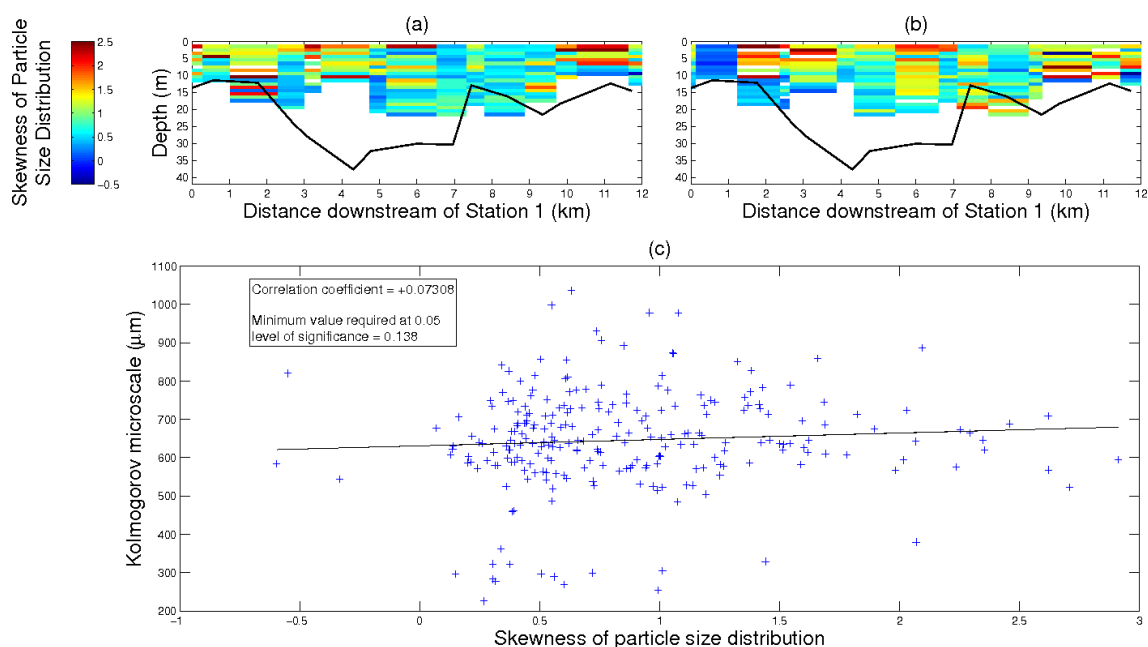 (a)
(b)
Skewness of Particle
Size Distribution
2.5
2
1.5
1
0.5
0
-0.5
Depth (m)
0
5
10
15
20
25
30
35
40
0 1 2 3 4 5 6 7 8 9 10 11 12
Distance downstream of Station 1 (km)
0
5
10
15
20
25
30
35
40
0 1 2 3 4 5 6 7 8 9 10 11 12
Distance downstream of Station 1 (km)
(c)
Kolmogorov microscale (μm)
1100
1000
900
800
700
600
500
400
300
200
Correlation coefficient = +0.07308
Minimum value required at 0.05
level of significance = 0.138
-1 -0.5 0 0.5 1 1.5 2 2.5 3
Skewness of particle size distribution